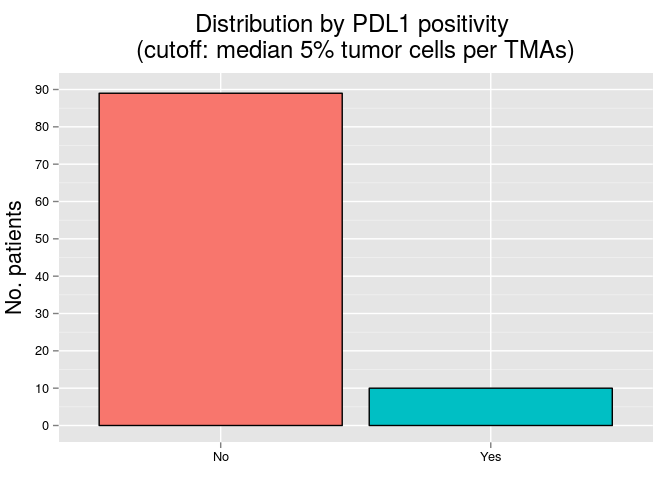 Distribution by PDL1 positivity
(cutoff: median 5% tumor cells per TMAs)
No. patients
90
80
70
60
50
40
30
20
10
0
No
Yes